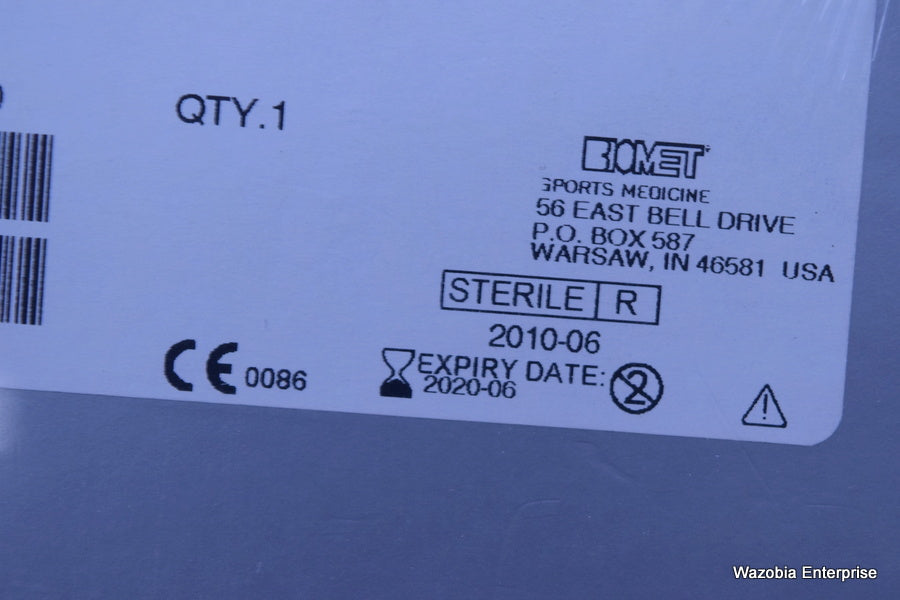 QTY.1
BIOMET
SPORTS MEDICINE
56 EAST BELL DRIVE
P.O. BOX 587
WARSAW, IN 46581 USA
STERILE R
2010-06
CE 0086
EXPIRY DATE:
2020-06
2
Wazobia Enterprise